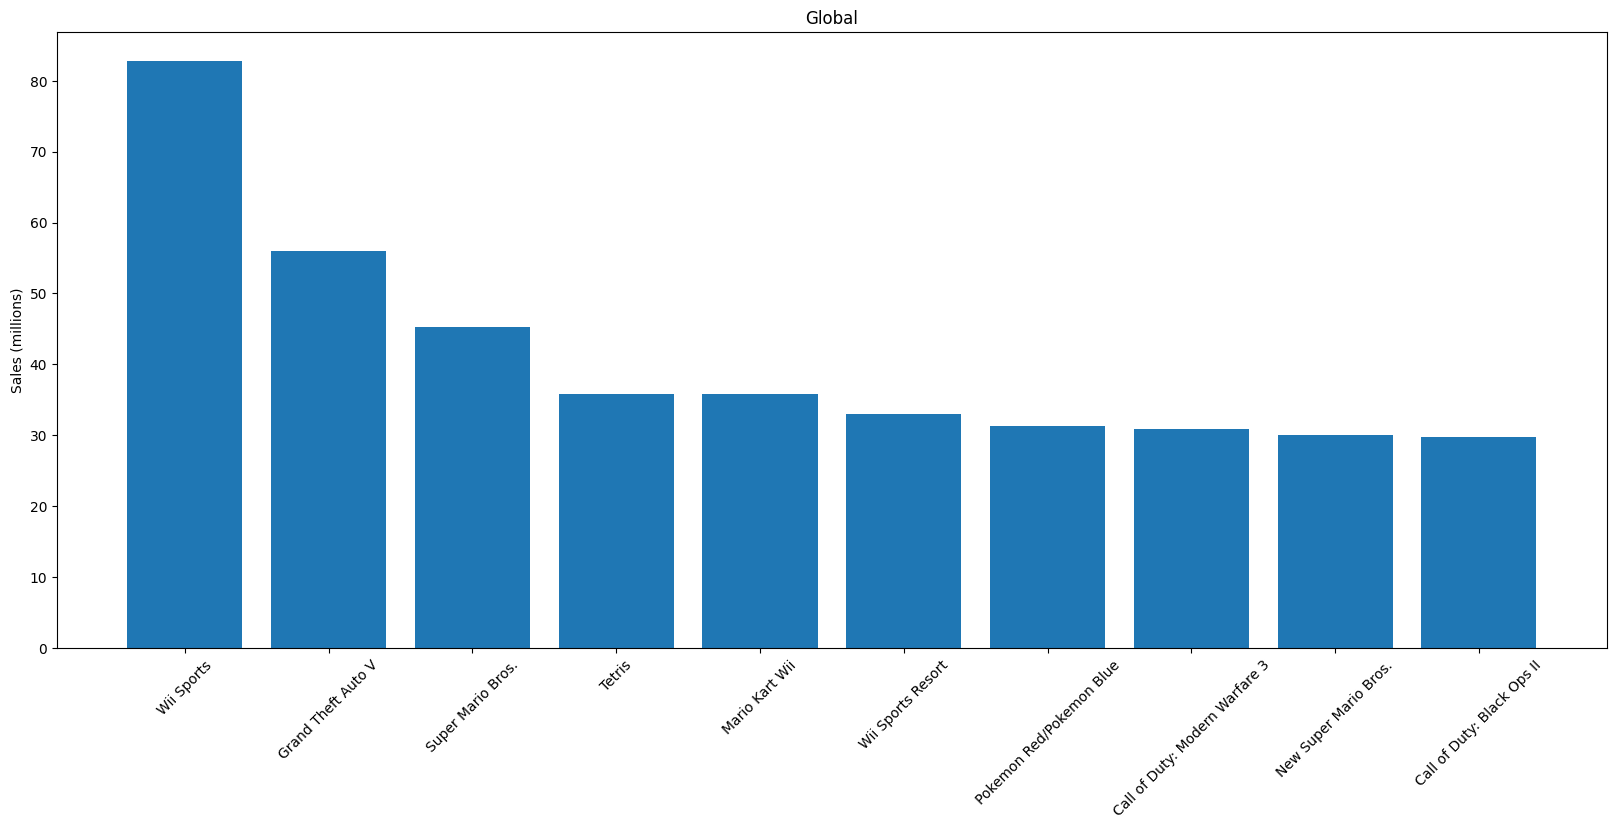 Global
Sales (millions)
80
70
60
50
40
30
20
10
0
Wii Sports
Grand Theft Auto V
Super Mario Bros.
Tetris
Mario Kart Wii
Wii Sports Resort
Pokemon Red/Pokemon Blue
Call of Duty: Modern Warfare 3
New Super Mario Bros.
Call of Duty: Black Ops II